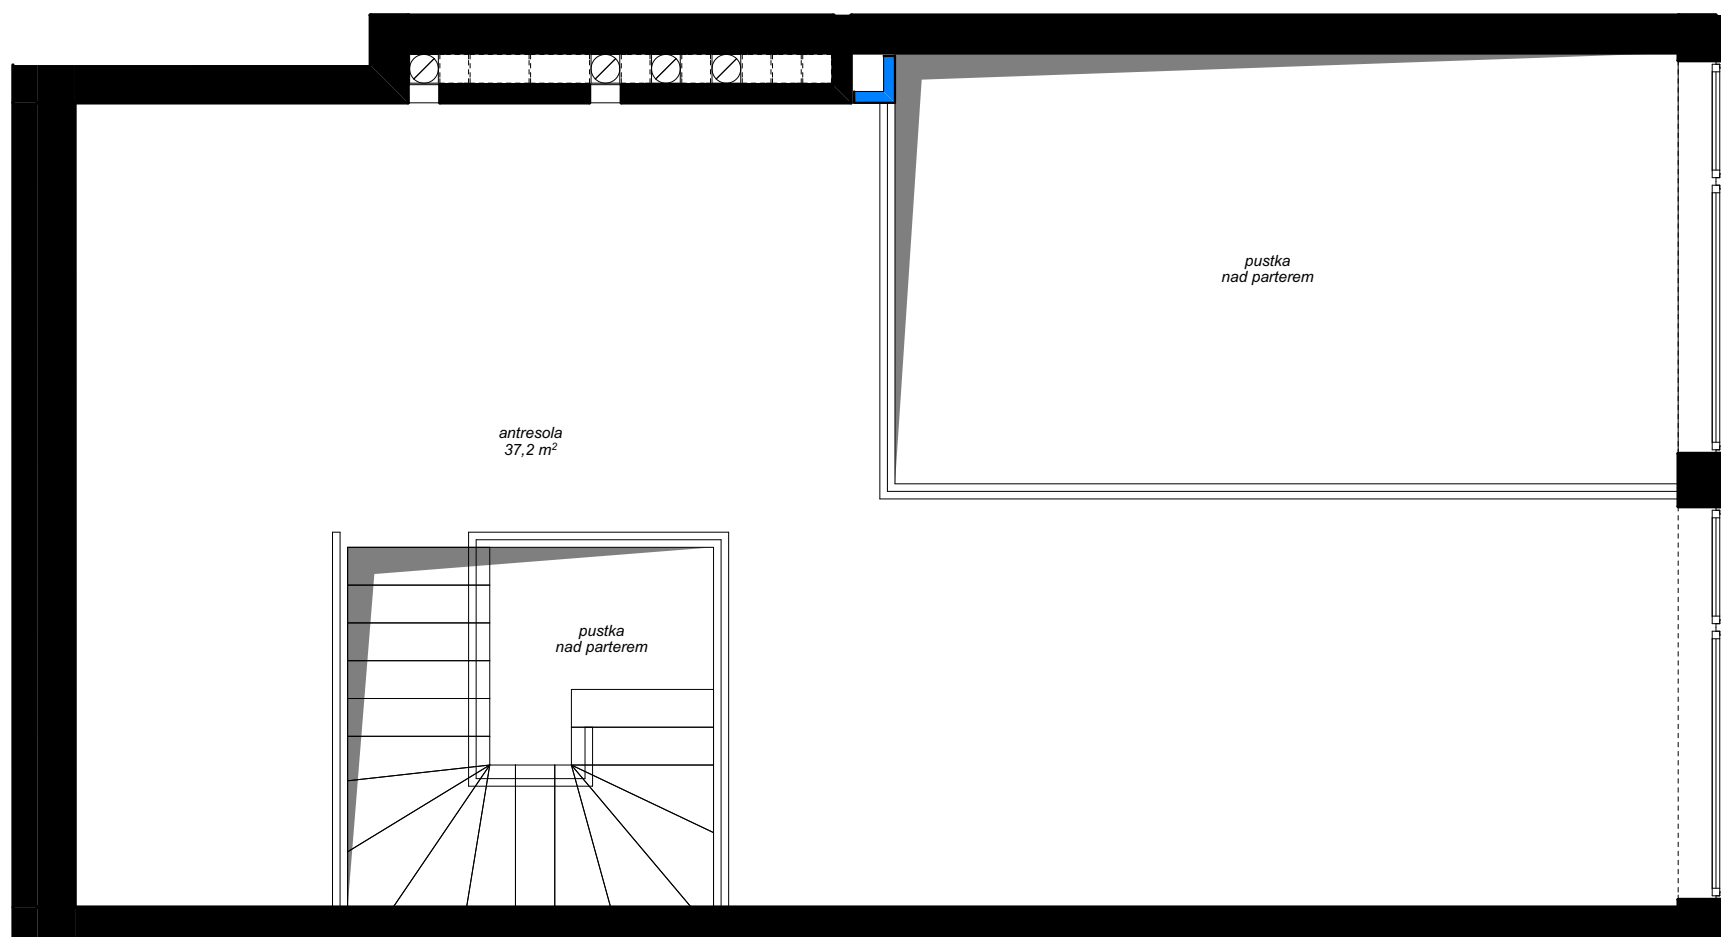 pustka
nad parterem
antresola
37,2 m²
pustka
nad parterem